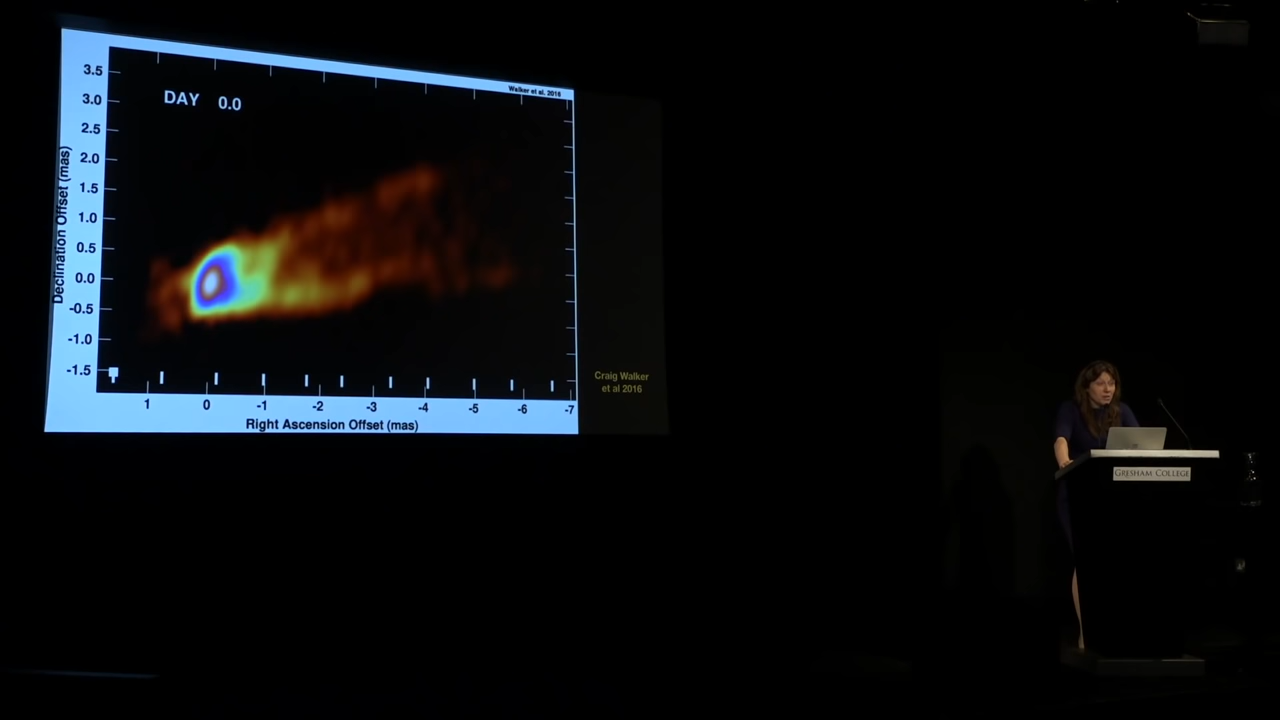 Walker et al. 2016
DAY 0.0
3.5
3.0
2.5
2.0
1.5
1.0
0.5
0.0
-0.5
-1.0
-1.5
Declination Offset (mas)
1 0 -1 -2 -3 -4 -5 -6 -7
Right Ascension Offset (mas)
Craig Walker
et al 2016
GRESHAM COLLEGE